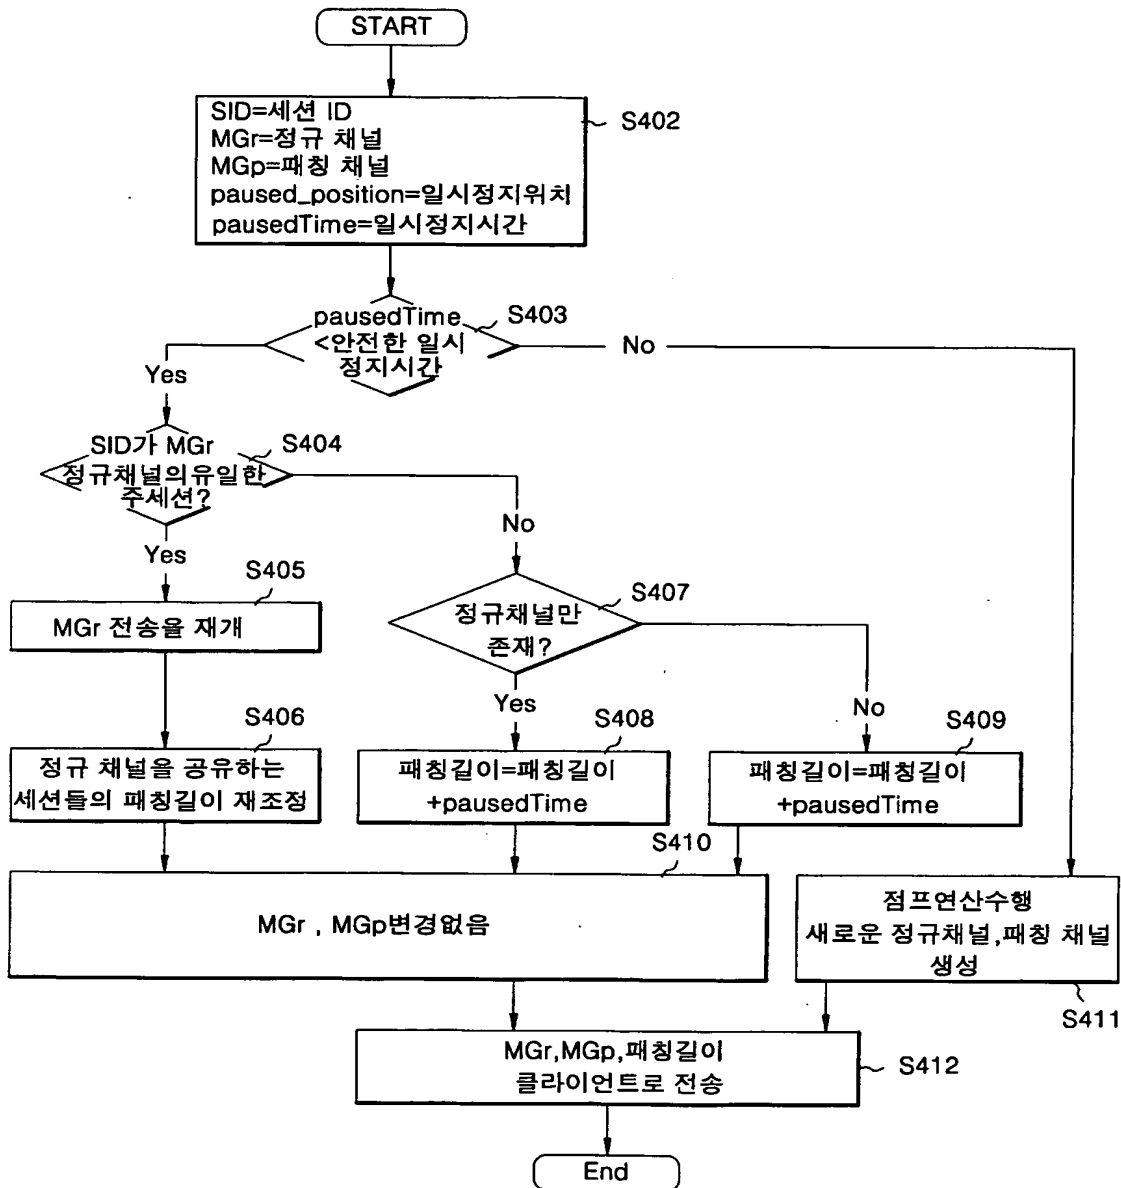 START
SID=세션 ID
MGr=정규 채널
MGp=패칭 채널
paused_position=일시정지위치
pausedTime=일시정지시간
S402
pausedTime
<안전한 일시
정지시간
S403
Yes
No
SID가 MGr
정규채널의유일한
주세션?
S404
Yes
No
S405
MGr 전송을 재개
정규채널만
존재?
S407
Yes
No
S406
정규 채널을 공유하는
세션들의 패칭길이 재조정
S408
패칭길이=패칭길이
+pausedTime
S409
패칭길이=패칭길이
+pausedTime
S410
MGr , MGp변경없음
점프연산수행
새로운 정규채널,패칭 채널
생성
S411
MGr,MGp,패칭길이
클라이언트로 전송
S412
End